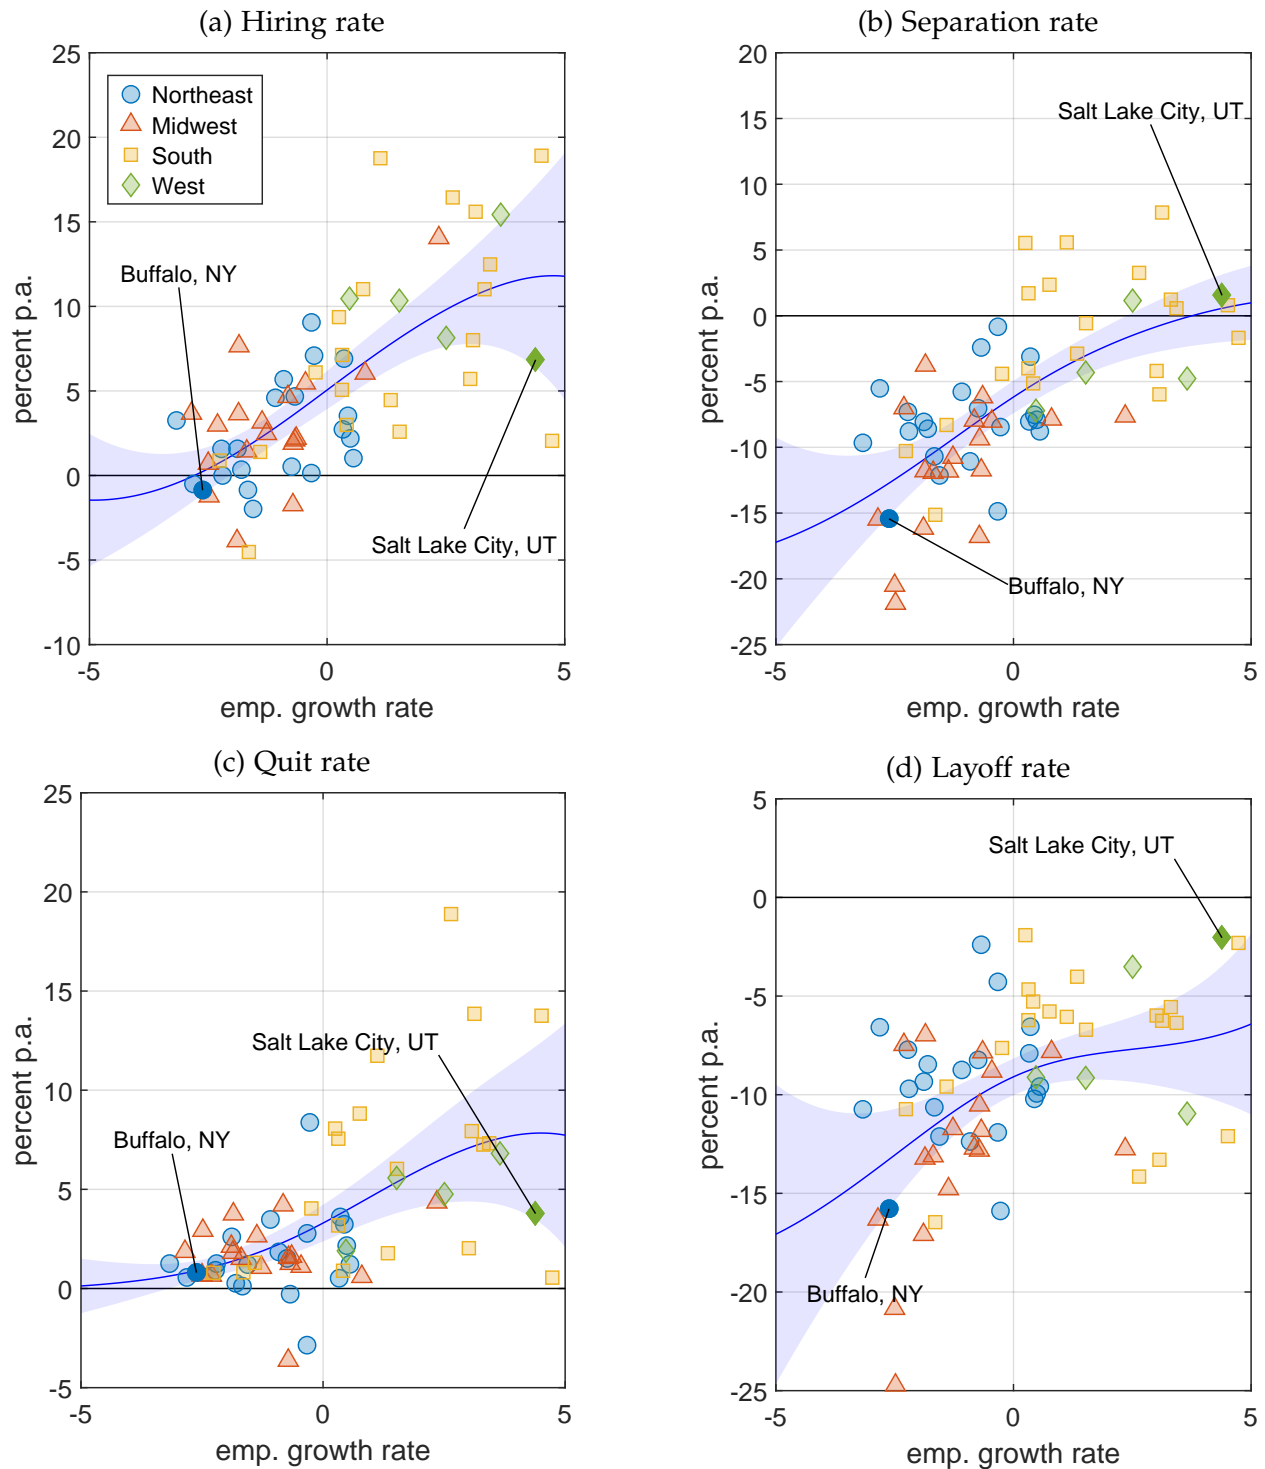 (a) Hiring rate
25
20
15
10
5
0
-5
-10
-5
0
5
percent p.a.
emp. growth rate
Northeast
Midwest
South
West
Buffalo, NY
Salt Lake City, UT
(b) Separation rate
20
15
10
5
0
-5
-10
-15
-20
-25
-5
0
5
percent p.a.
emp. growth rate
Salt Lake City, UT
Buffalo, NY
(c) Quit rate
25
20
15
10
5
0
-5
-5
0
5
percent p.a.
emp. growth rate
Salt Lake City, UT
Buffalo, NY
(d) Layoff rate
5
0
-5
-10
-15
-20
-25
-5
0
5
percent p.a.
emp. growth rate
Salt Lake City, UT
Buffalo, NY